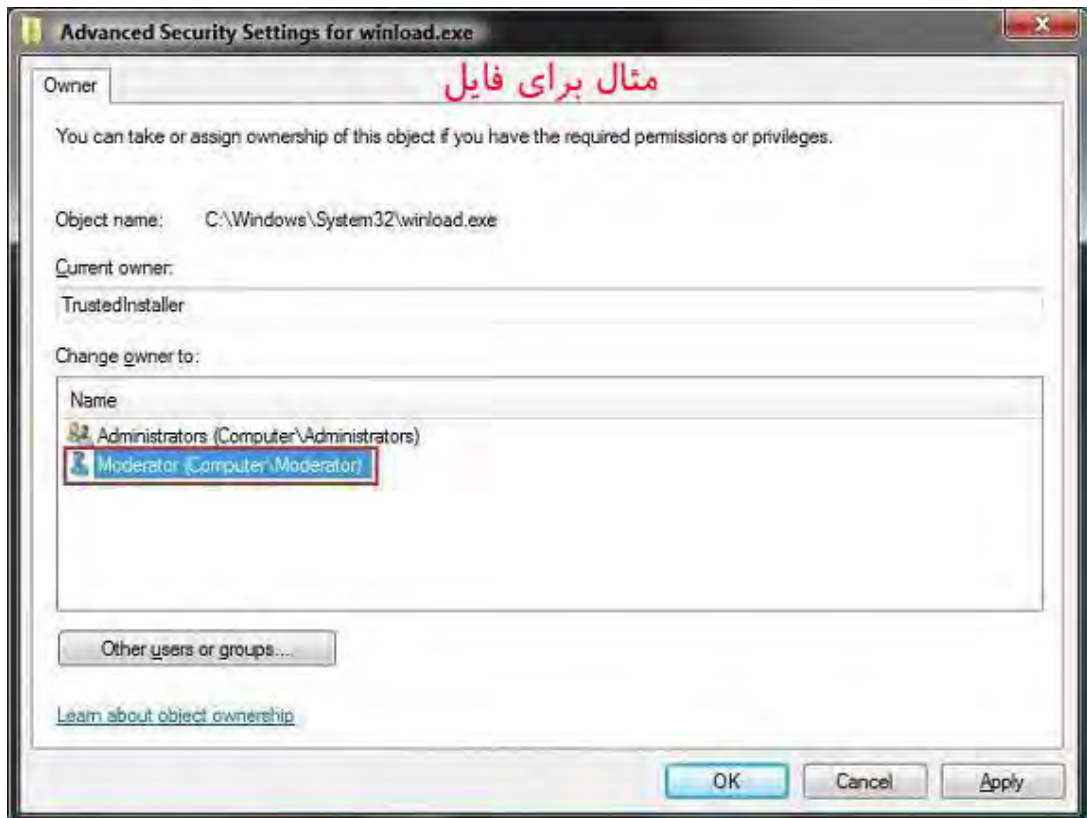 Advanced Security Settings for winload.exe
Owner
مثال برای فایل
You can take or assign ownership of this object if you have the required permissions or privileges.
Object name: C:\Windows\System32\winload.exe
Current owner:
TrustedInstaller
Change owner to:
Name
Administrators (Computer\Administrators)
Moderator (Computer\Moderator)
Other users or groups...
Learn about object ownership
OK Cancel Apply